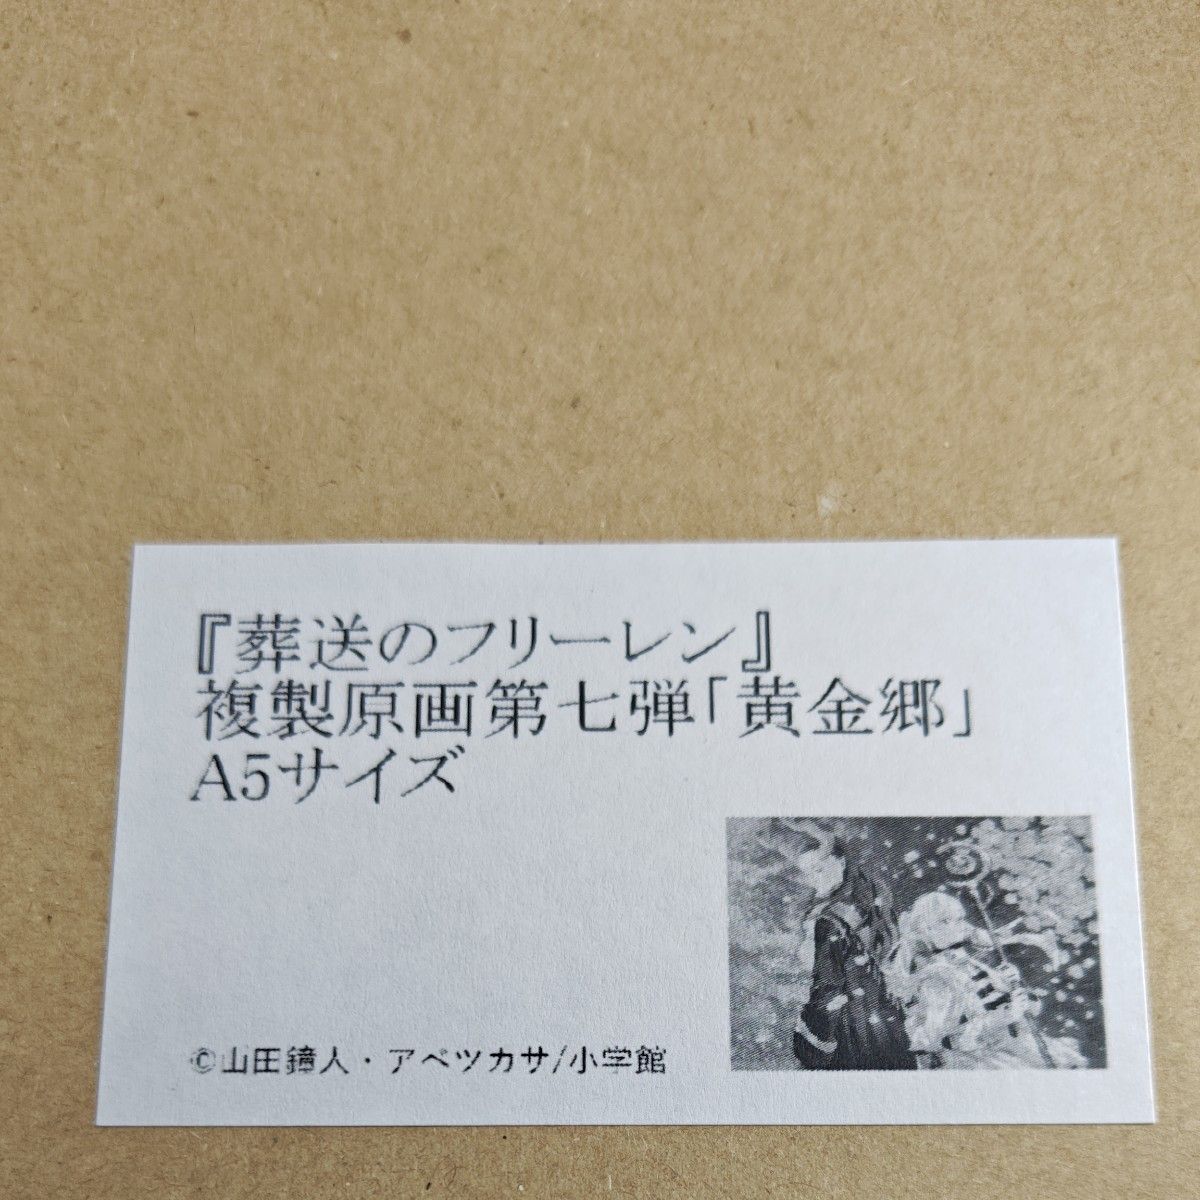 『葬送のフリーレン』
複製原画第七弾「黄金郷」
A5サイズ
©山田鐘人・アベツカサ/小学館